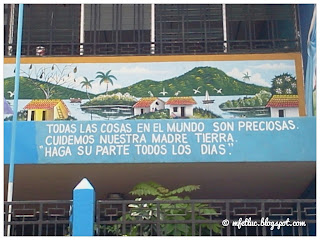 TODAS LAS COSAS EN EL MUNDO SON PRECIOSAS.
CUIDEMOS NUESTRA MADRE TIERRA.
"HAGA SU PARTE TODOS LOS DIAS."
© mfelluc.blogspot.com